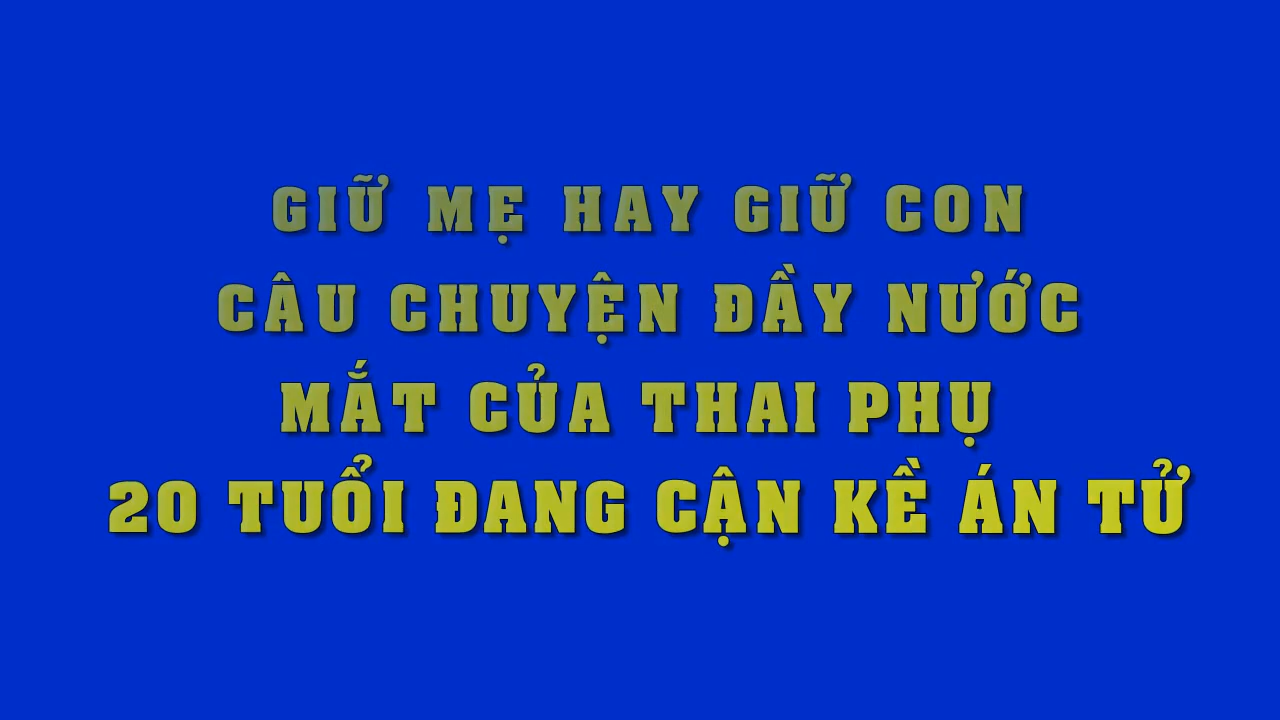 GIỮ MẸ HAY GIỮ CON
CÂU CHUYỆN ĐẦY NƯỚC
MẮT CỦA THAI PHỤ
20 TUỔI ĐANG CẬN KỀ ÁN TỬ